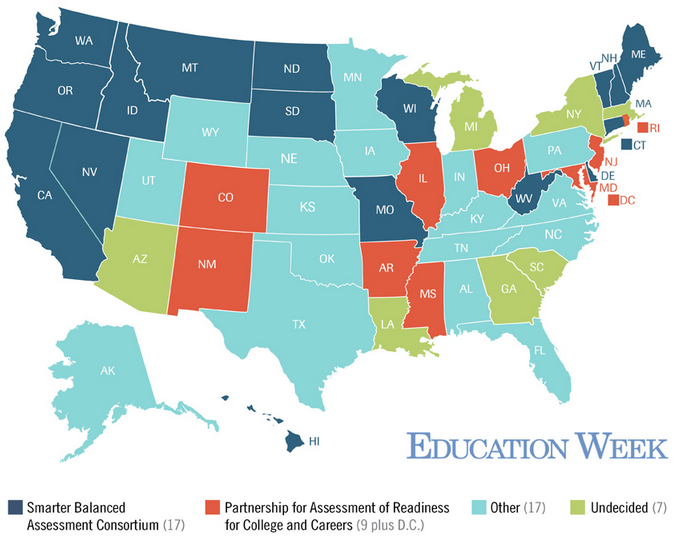 WA
MT
ND
MN
OR
ID
SD
WI
MI
VT
NH
ME
NY
MA
RI
CT
WY
IA
NE
PA
NJ
NV
UT
CO
IL
IN
OH
DE
MD
DC
CA
KS
MO
WV
VA
KY
NC
AZ
NM
OK
TN
AR
SC
TX
MS
AL
GA
LA
FL
AK
HI
EDUCATION WEEK
Smarter Balanced
Assessment Consortium (17)
Partnership for Assessment of Readiness
for College and Careers (9 plus D.C.)
Other (17)
Undecided (7)